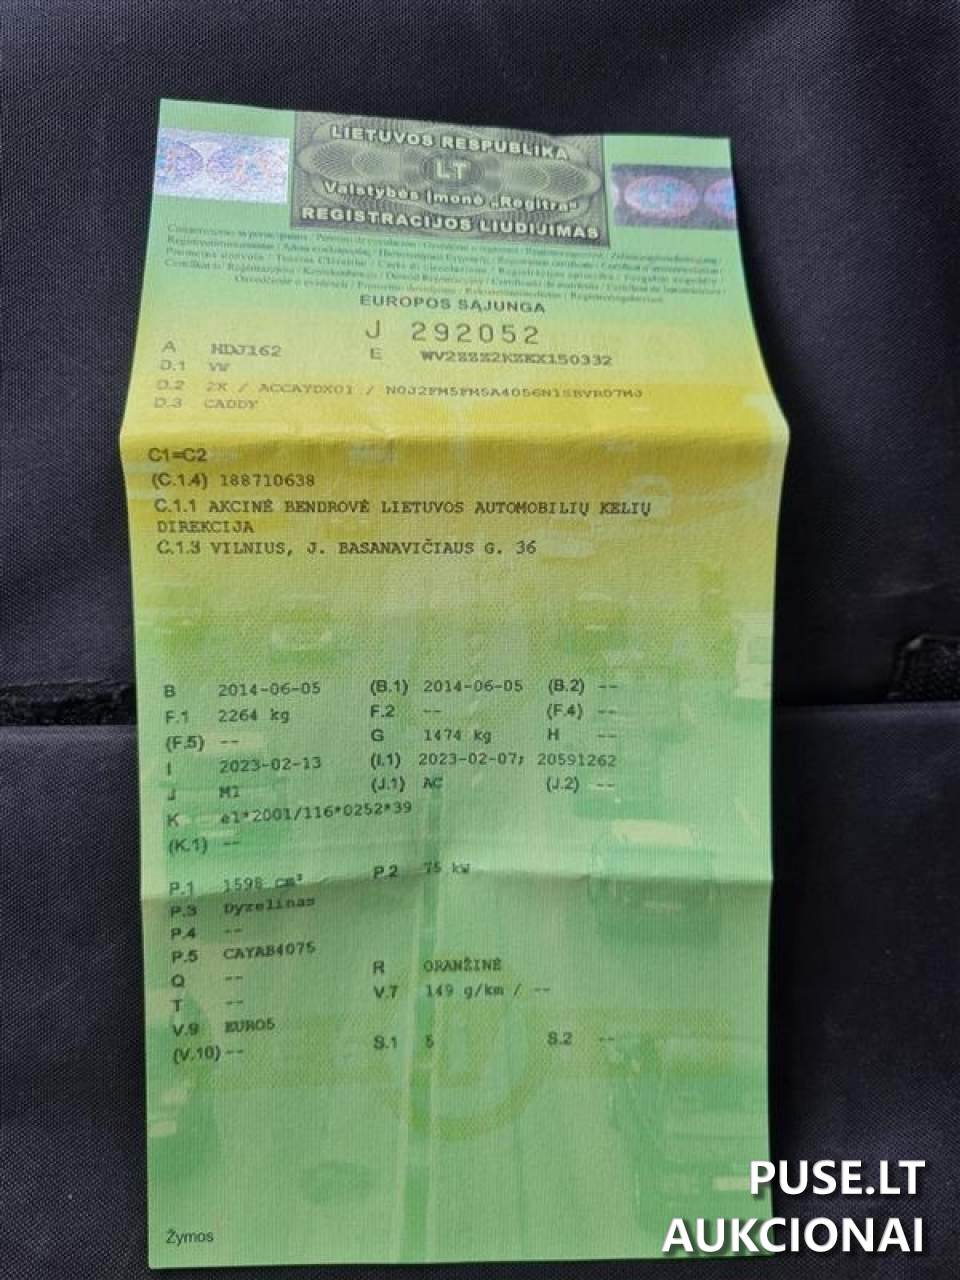 LIETUVOS RESPUBLIKA
LT
Valstybės įmonė „Regitra“
REGISTRACIJOS LIUDIJIMAS
EUROPOS SĄJUNGA
J 292052
A HDJ162 E WV2ZZZ2KZEX150332
D.1 VW
D.2 2K / ACCAYDX01 /
D.3 CADDY
C1=C2
(C.1.4) 188710638
C.1.1 AKCINĖ BENDROVĖ LIETUVOS AUTOMOBILIŲ KELIŲ
DIREKCIJA
C.1.3 VILNIUS, J. BASANAVIČIAUS G. 36
B 2014-06-05 (B.1) 2014-06-05 (B.2) --
F.1 2264 kg F.2 -- (F.4) --
(F.5) -- G 1474 kg H --
I 2023-02-13 (I.1) 2023-02-07; 20591262
J M1 (J.1) AC (J.2) --
K e1*2001/116*0252*39
(K.1) --
P.1 1598 cm³ P.2 75 kW
P.3 Dyzelinas
P.4 --
P.5 CAYAB4075
Q -- R ORANŽINĖ
T -- V.7 149 g/km / --
V.9 EURO5
(V.10) -- S.1 5 S.2 --
Žymos
PUSE.LT
AUKCIONAI